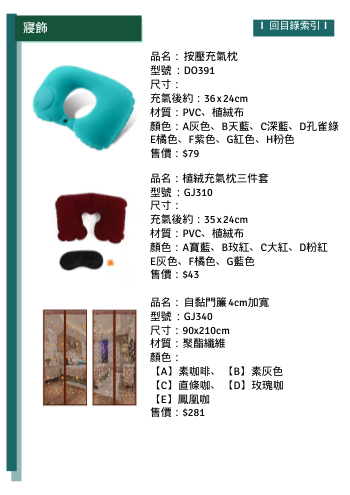 寢飾
I 回目錄索引 I
品名：按壓充氣枕
型號：DO391
尺寸：
充氣後約：36x24cm
材質：PVC、植絨布
顏色：A灰色、B天藍、C深藍、D孔雀綠
E橘色、F紫色、G紅色、H粉色
售價：$79
品名：植絨充氣枕三件套
型號：GJ310
尺寸：
充氣後約：35x24cm
材質：PVC、植絨布
顏色：A寶藍、B玫紅、C大紅、D粉紅
E灰色、F橘色、G藍色
售價：$43
品名：自黏門簾4cm加寬
型號：GJ340
尺寸：90x210cm
材質：聚酯纖維
顏色：
【A】素咖啡、【B】素灰色
【C】直條咖、【D】玫瑰咖
【E】鳳凰咖
售價：$281